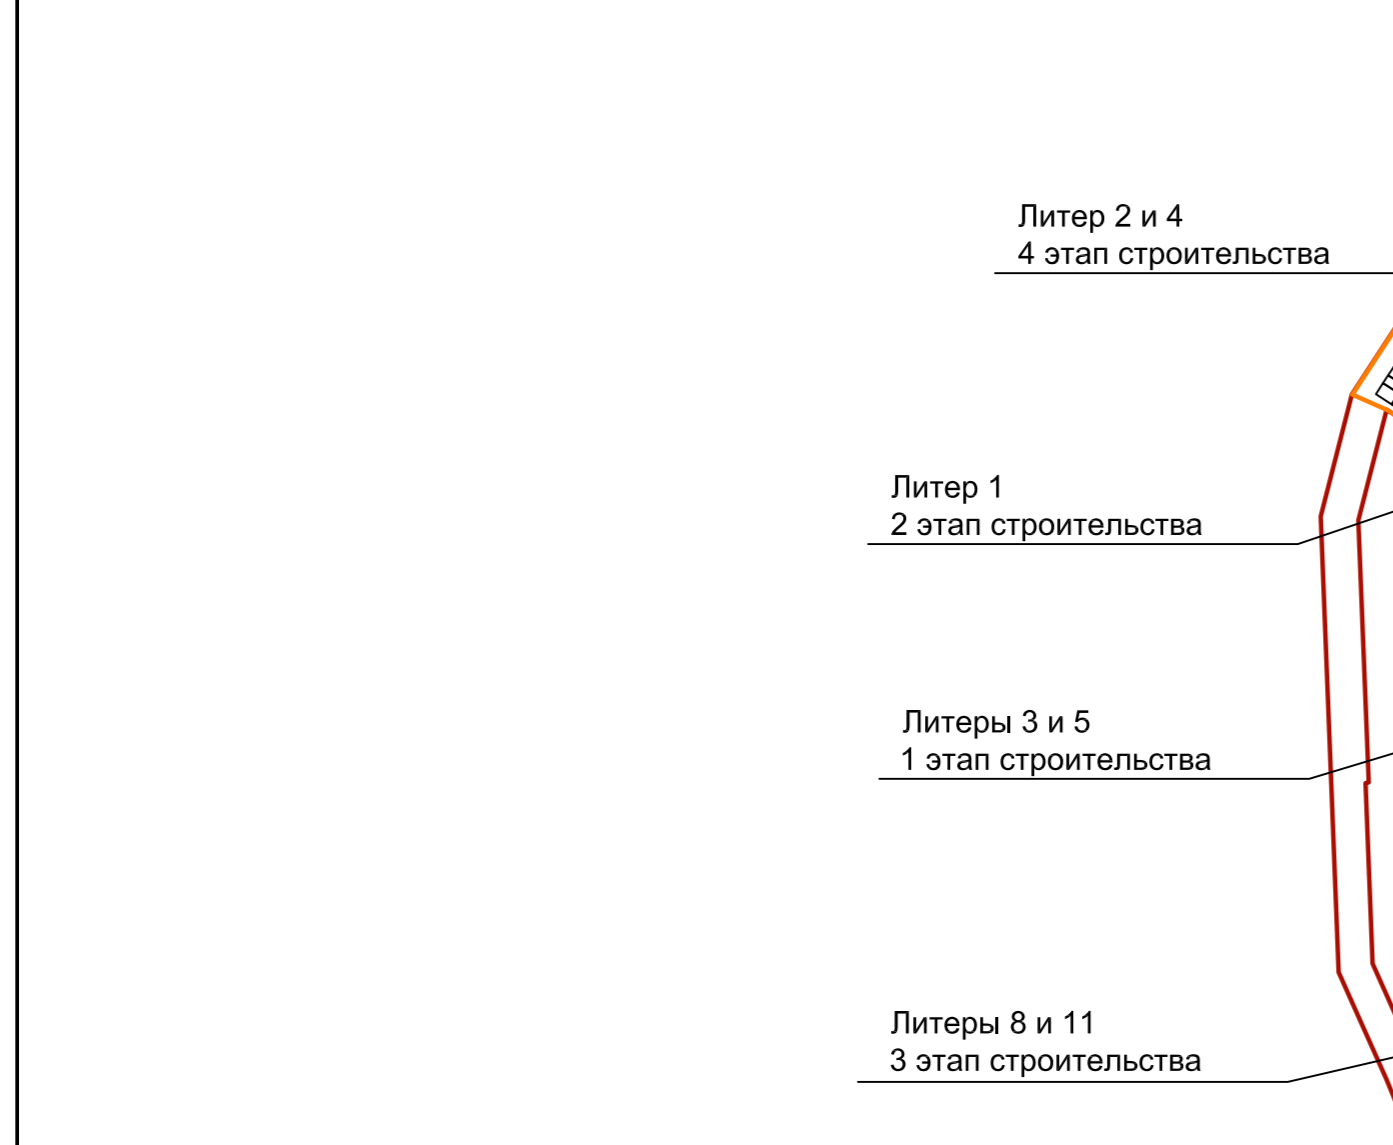 Литер 2 и 4
4 этап строительства
Литер 1
2 этап строительства
Литеры 3 и 5
1 этап строительства
Литеры 8 и 11
3 этап строительства